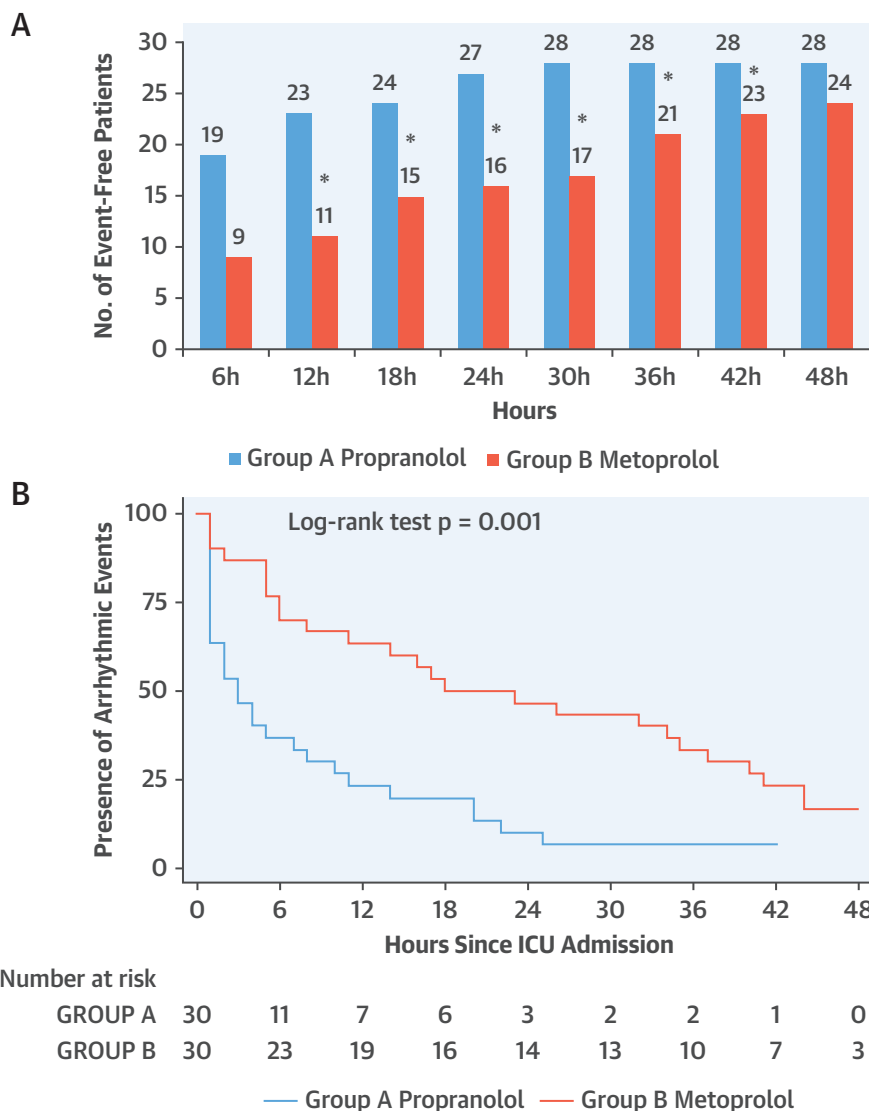 A
No. of Event-Free Patients
30
25
20
15
10
5
0
19
9
23
*
11
24
*
15
27
*
16
28
*
17
28
*
21
28
*
23
28
24
6h 12h 18h 24h 30h 36h 42h 48h
Hours
Group A Propranolol Group B Metoprolol
B
Presence of Arrhythmic Events
100
75
50
25
0
Log-rank test p = 0.001
0 6 12 18 24 30 36 42 48
Hours Since ICU Admission
Number at risk
GROUP A 30 11 7 6 3 2 2 1 0
GROUP B 30 23 19 16 14 13 10 7 3
Group A Propranolol Group B Metoprolol